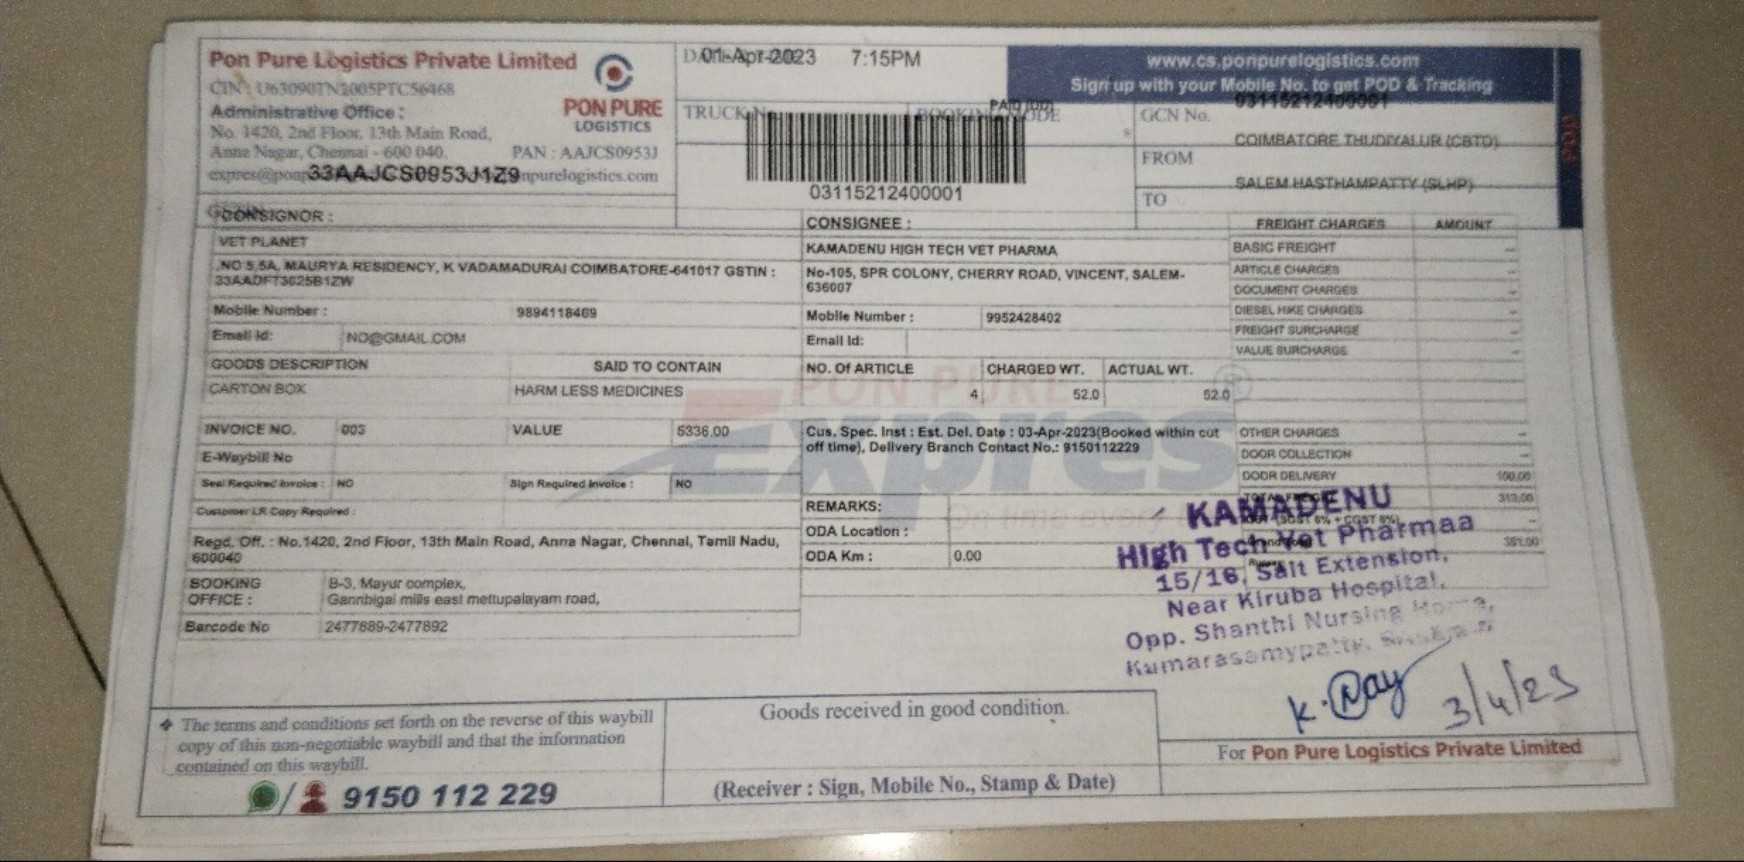 Pon Pure Logistics Private Limited
CIN : U63090TN2005PTC56468
Administrative Office :
No. 1420, 2nd Floor, 13th Main Road,
Anna Nagar, Chennai - 600 040.
PAN : AAJCS0953J
33AAJCS0953J1Z9
npurelogistics.com
PON PURE
LOGISTICS
01-Apr-2023 7:15PM
TRUCK No.
BOOKING MODE
PAID (DD)
03115212400001
www.cs.ponpurelogistics.com
Sign up with your Mobile No. to get POD & Tracking
GCN No.
03115212400001
COIMBATORE THUDIYALUR (CBTD)
FROM
SALEM HASTHAMPATTY (SLHP)
TO
POD
CONSIGNOR :
VET PLANET
.NO 5,5A, MAURYA RESIDENCY, K VADAMADURAI COIMBATORE-641017 GSTIN :
33AADFT3625B1ZW
Mobile Number : 9894118469
Email Id: NO@GMAIL.COM
GOODS DESCRIPTION SAID TO CONTAIN
CARTON BOX HARM LESS MEDICINES
INVOICE NO. 003 VALUE 5336.00
E-Waybill No
Seal Required Invoice : NO Sign Required Invoice : NO
Customer LR Copy Required :
Regd. Off. : No.1420, 2nd Floor, 13th Main Road, Anna Nagar, Chennai, Tamil Nadu,
600040
BOOKING
OFFICE :
B-3, Mayur complex,
Gannbigai mills east mettupalayam road,
Barcode No 2477889-2477892
CONSIGNEE :
KAMADENU HIGH TECH VET PHARMA
No-105, SPR COLONY, CHERRY ROAD, VINCENT, SALEM-
636007
Mobile Number : 9952428402
Email Id:
NO. Of ARTICLE CHARGED WT. ACTUAL WT.
4 52.0 52.0
Cus. Spec. Inst : Est. Del. Date : 03-Apr-2023(Booked within cut
off time), Delivery Branch Contact No.: 9150112229
REMARKS:
ODA Location :
ODA Km : 0.00
PON PURE
Expres
On time every
FREIGHT CHARGES AMOUNT
BASIC FREIGHT --
ARTICLE CHARGES --
DOCUMENT CHARGES --
DIESEL HIKE CHARGES --
FREIGHT SURCHARGE --
VALUE SURCHARGE --
OTHER CHARGES --
DOOR COLLECTION --
DOOR DELIVERY 100.00
313.00
351.00
KAMADENU
High Tech Vet Pharmaa
15/16, Salt Extension,
Near Kiruba Hospital,
Opp. Shanthi Nursing Home,
Kumarasamypatty,
3/4/23
❖ The terms and conditions set forth on the reverse of this waybill
copy of this non-negotiable waybill and that the information
contained on this waybill.
9150 112 229
Goods received in good condition.
(Receiver : Sign, Mobile No., Stamp & Date)
For Pon Pure Logistics Private Limited